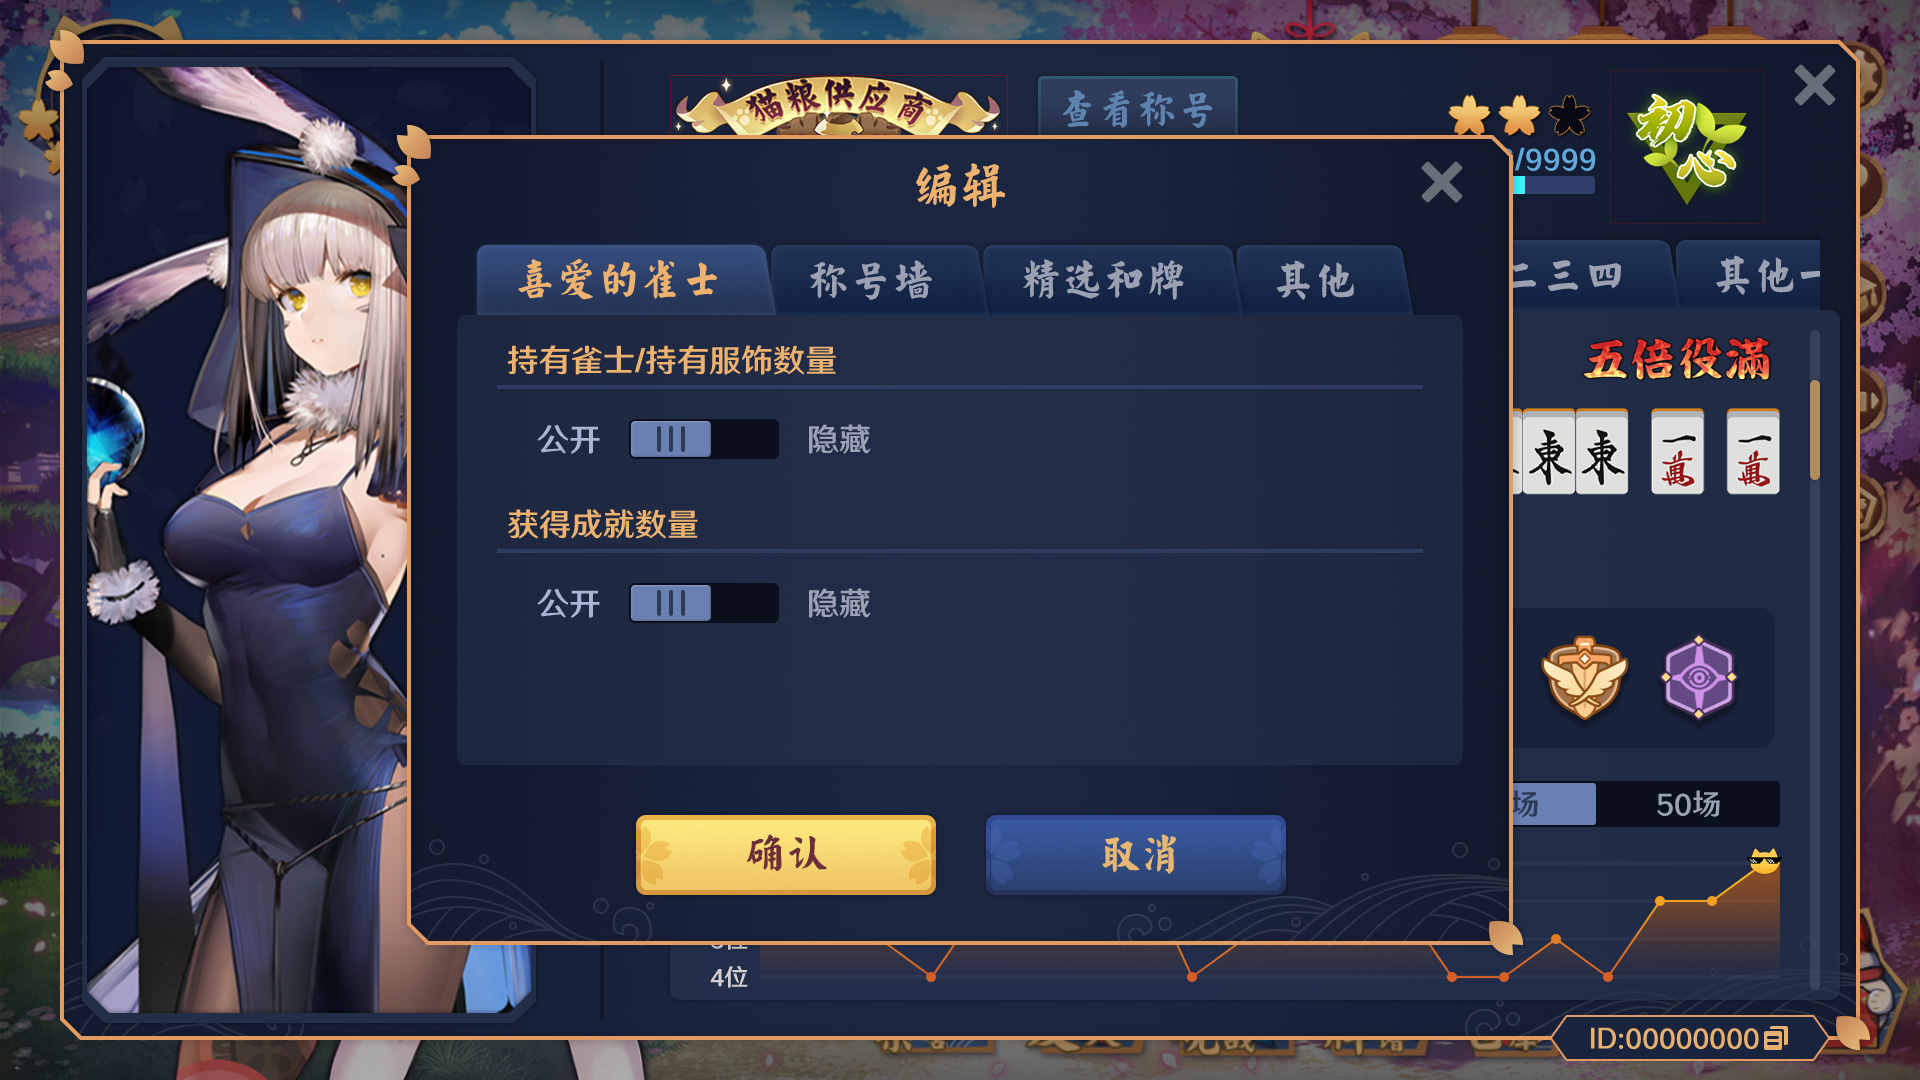 猫粮供应商
查看称号
/9999
初心
编辑
喜爱的雀士
称号墙
精选和牌
其他
二三四
其他一
持有雀士/持有服饰数量
公开
隐藏
五倍役满
東
東
一萬
一萬
获得成就数量
公开
隐藏
场
50场
确认
取消
4位
ID:00000000